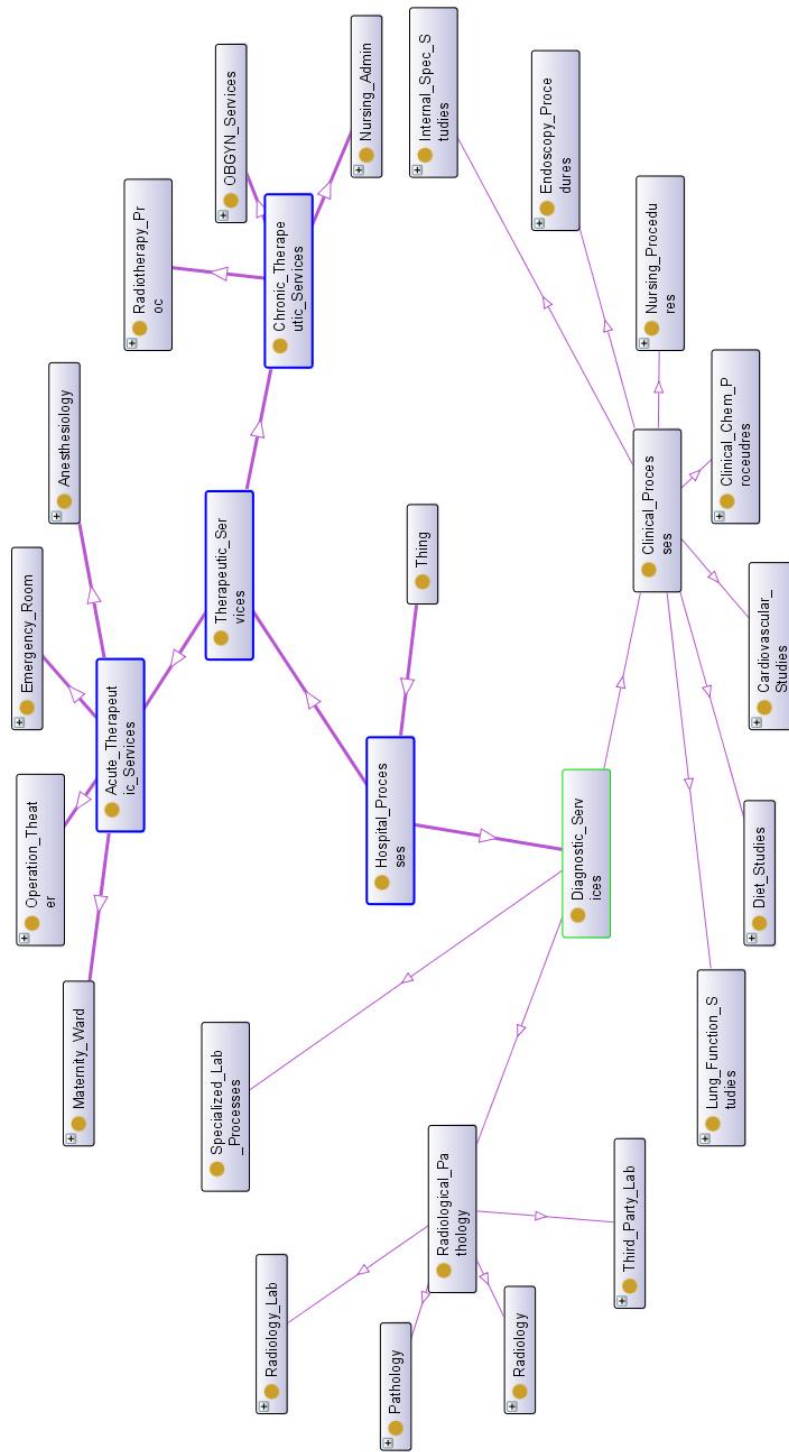 Emergency_Room
Operation_Theat
er
Anesthesiology
Maternity_Ward
Acute_Therapeut
ic_Services
Radiotherapy_Pr
oc
Specialized_Lab
_Processes
Therapeutic_Ser
vices
OBGYN_Services
Radiology_Lab
Chronic_Therape
utic_Services
Nursing_Admin
Pathology
Hospital_Proces
ses
Thing
Internal_Spec_S
tudies
Radiological_Pa
thology
Radiology
Endoscopy_Proce
dures
Diagnostic_Serv
ices
Third_Party_Lab
Clinical_Proces
ses
Nursing_Procedu
res
Lung_Function_S
tudies
Clinical_Chem_P
roceudres
Diet_Studies
Cardiovascular_
Studies